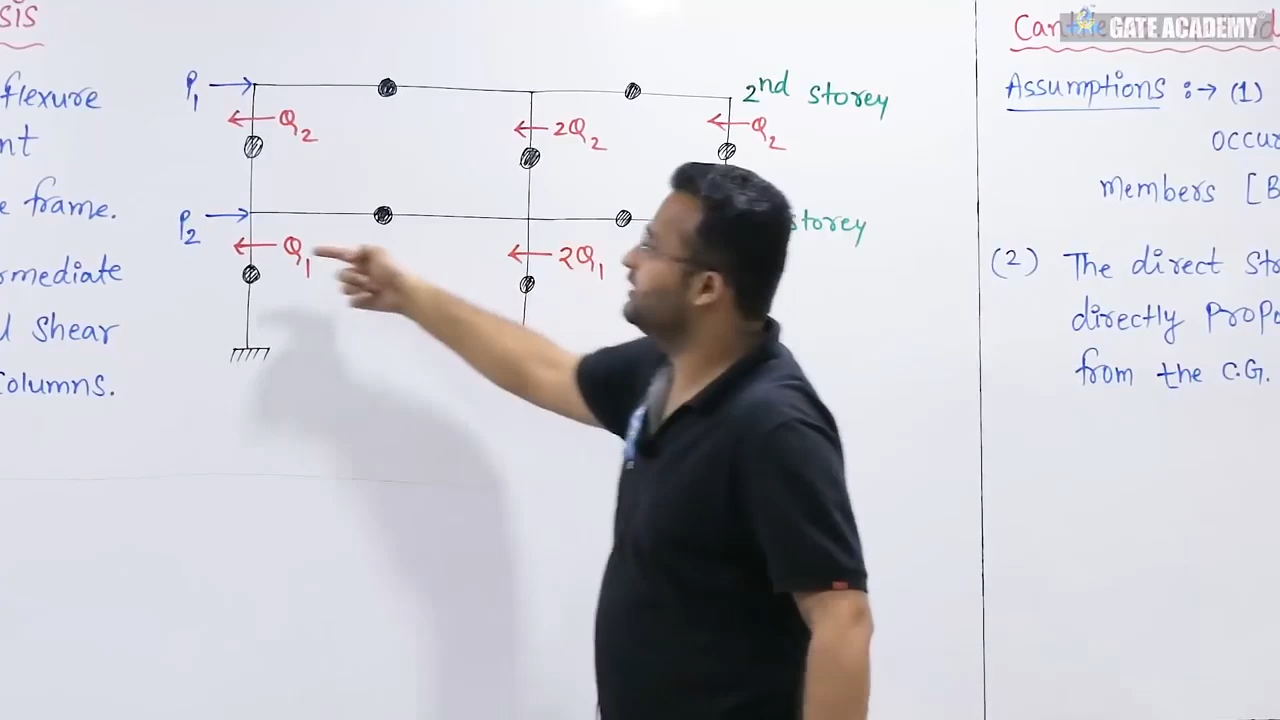 sis
flexure
nt
e frame.
rmediate
l shear
Columns.
P1
Q2
2Q2
Q2
2nd storey
P2
Q1
2Q1
storey
GATE ACADEMY
Assumptions :→ (1)
occur
members [B
(2) The direct str
directly propo
from the C.G.